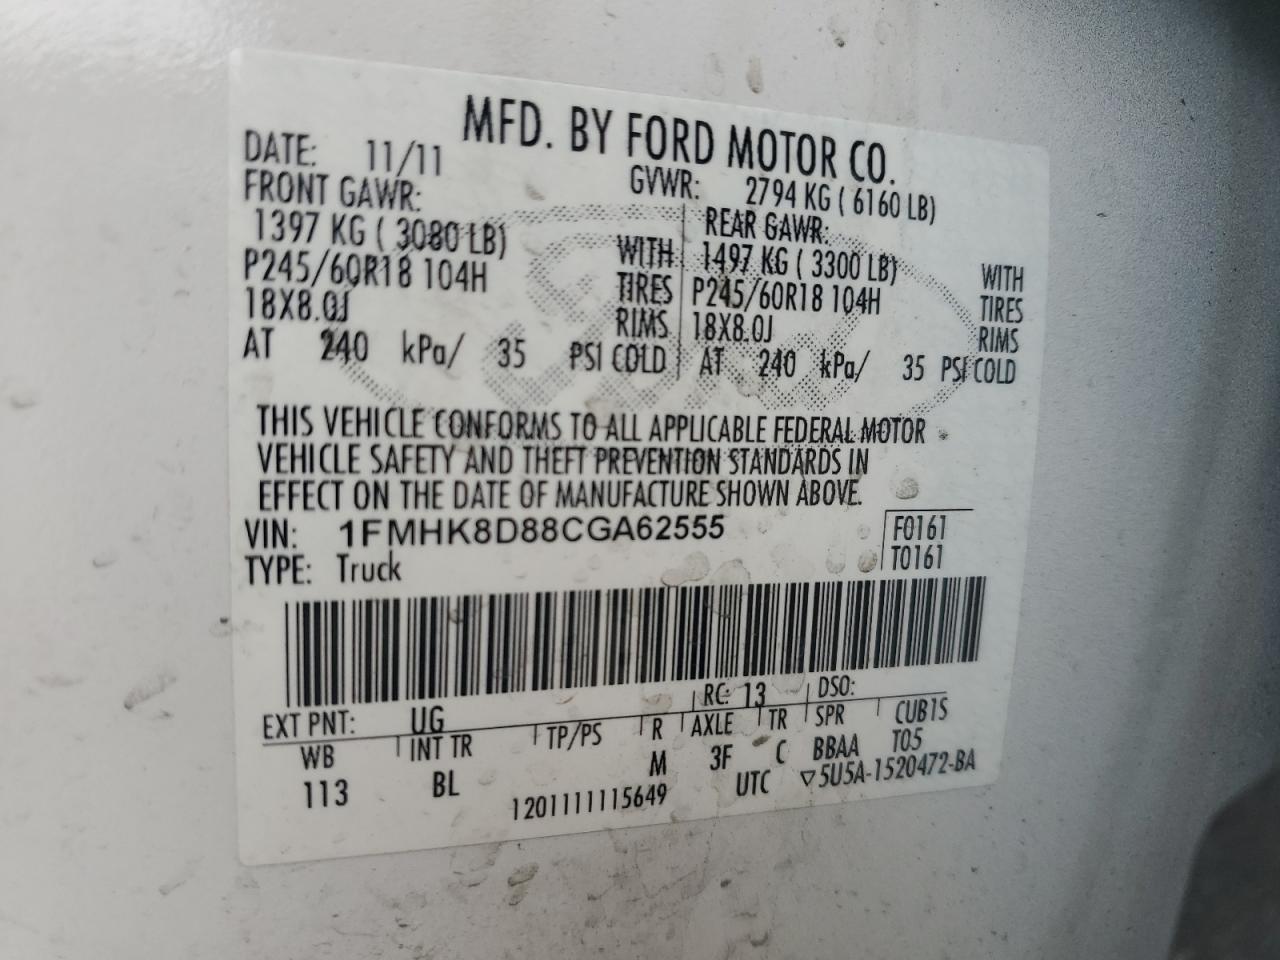 MFD. BY FORD MOTOR CO.
DATE: 11/11 GVWR: 2794 KG ( 6160 LB)
FRONT GAWR: REAR GAWR:
1397 KG ( 3080 LB) WITH 1497 KG ( 3300 LB) WITH
P245/60R18 104H TIRES P245/60R18 104H TIRES
18X8.0J RIMS 18X8.0J RIMS
AT 240 kPa/ 35 PSI COLD AT 240 kPa/ 35 PSI COLD
THIS VEHICLE CONFORMS TO ALL APPLICABLE FEDERAL MOTOR
VEHICLE SAFETY AND THEFT PREVENTION STANDARDS IN
EFFECT ON THE DATE OF MANUFACTURE SHOWN ABOVE.
VIN: 1FMHK8D88CGA62555 F0161
TYPE: Truck T0161
EXT PNT: UG RC: 13 DSO:
WB INT TR TP/PS R AXLE TR SPR CUB1S
113 BL M 3F C BBAA T05
1201111115649 UTC ▽5U5A-1520472-BA